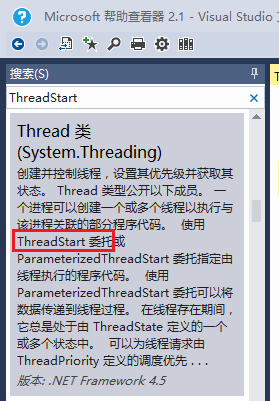 Microsoft 帮助查看器 2.1 - Visual Studio
搜索(S)
ThreadStart
Thread 类
(System.Threading)
创建并控制线程，设置其优先级并获取其
状态。 Thread 类型公开以下成员。 一
个进程可以创建一个或多个线程以执行与
该进程关联的部分程序代码。 使用
ThreadStart 委托或
ParameterizedThreadStart 委托指定由
线程执行的程序代码。 使用
ParameterizedThreadStart 委托可以将
数据传递到线程过程。 在线程存在期间，
它总是处于由 ThreadState 定义的一个
或多个状态中。 可以为线程请求由
ThreadPriority 定义的调度优先 . . .
版本: .NET Framework 4.5